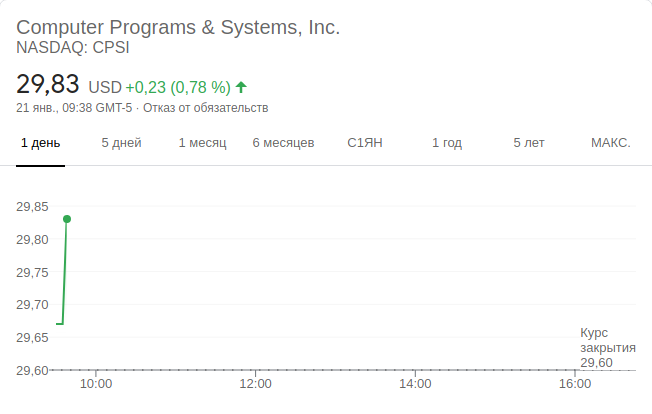 Computer Programs & Systems, Inc.
NASDAQ: CPSI
29,83 USD +0,23 (0,78 %)
21 янв., 09:38 GMT-5 · Отказ от обязательств
1 день 5 дней 1 месяц 6 месяцев С1ЯН 1 год 5 лет МАКС.
29,85
29,80
29,75
29,70
29,65
29,60
Курс
закрытия
29,60
10:00 12:00 14:00 16:00